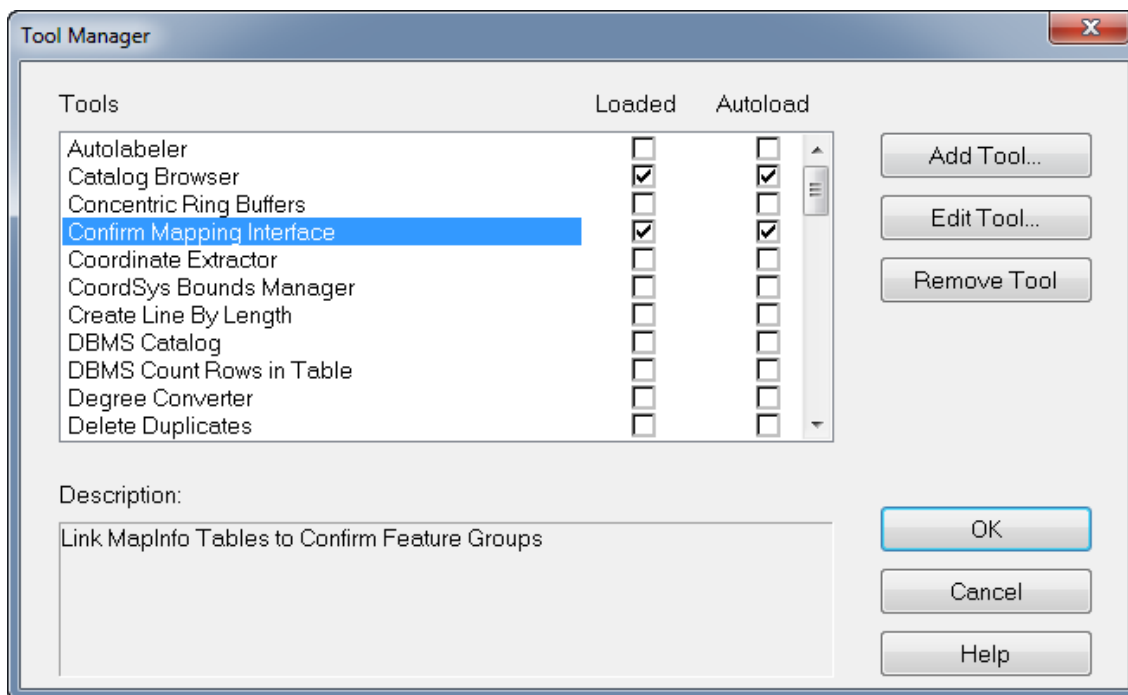 Tool Manager
Tools Loaded Autoload
Autolabeler
Catalog Browser
Concentric Ring Buffers
Confirm Mapping Interface
Coordinate Extractor
CoordSys Bounds Manager
Create Line By Length
DBMS Catalog
DBMS Count Rows in Table
Degree Converter
Delete Duplicates
Add Tool...
Edit Tool...
Remove Tool
Description:
Link MapInfo Tables to Confirm Feature Groups
OK
Cancel
Help